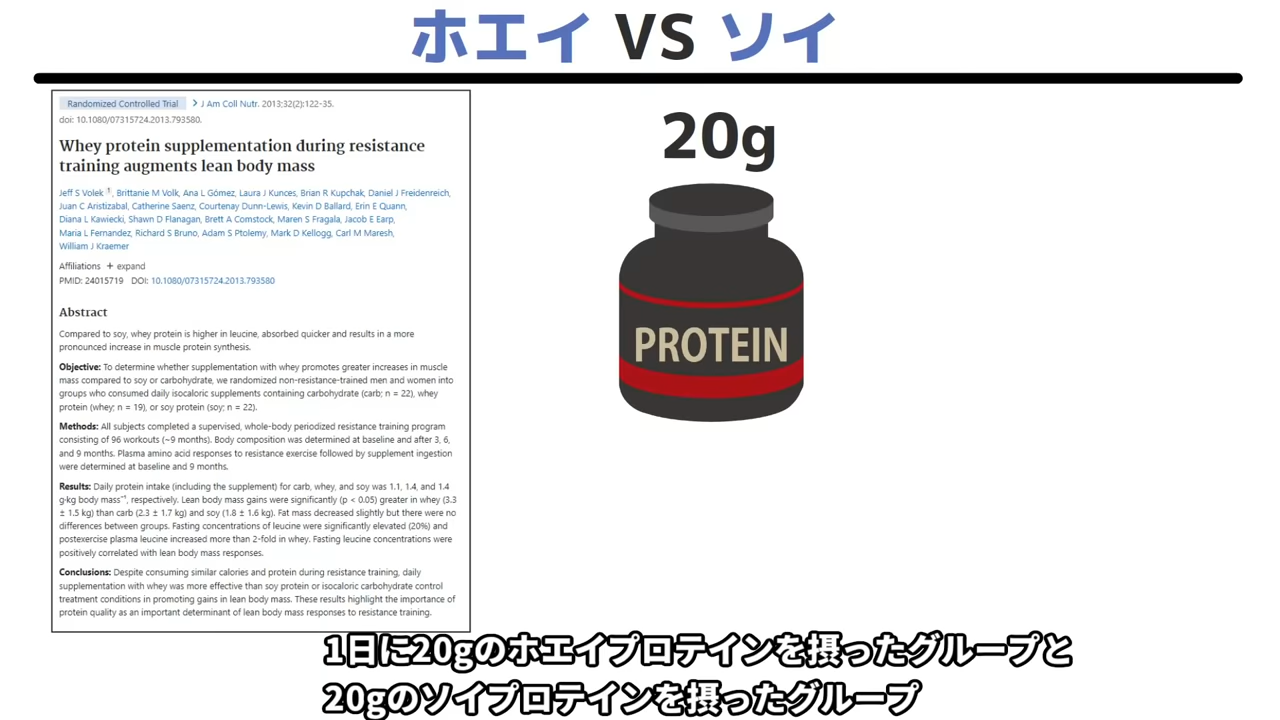 ホエイ VS ソイ
Randomized Controlled Trial > J Am Coll Nutr. 2013;32(2):122-35.
doi: 10.1080/07315724.2013.793580.
Whey protein supplementation during resistance
training augments lean body mass
Jeff S Volek 1, Brittanie M Volk, Ana L Gómez, Laura J Kunces, Brian R Kupchak, Daniel J Freidenreich,
Juan C Aristizabal, Catherine Saenz, Courtenay Dunn-Lewis, Kevin D Ballard, Erin E Quann,
Diana L Kawiecki, Shawn D Flanagan, Brett A Comstock, Maren S Fragala, Jacob E Earp,
Maria L Fernandez, Richard S Bruno, Adam S Ptolemy, Mark D Kellogg, Carl M Maresh,
William J Kraemer
Affiliations + expand
PMID: 24015719 DOI: 10.1080/07315724.2013.793580
Abstract
Compared to soy, whey protein is higher in leucine, absorbed quicker and results in a more
pronounced increase in muscle protein synthesis.
Objective: To determine whether supplementation with whey promotes greater increases in muscle
mass compared to soy or carbohydrate, we randomized non-resistance-trained men and women into
groups who consumed daily isocaloric supplements containing carbohydrate (carb; n = 22), whey
protein (whey; n = 19), or soy protein (soy; n = 22).
Methods: All subjects completed a supervised, whole-body periodized resistance training program
consisting of 96 workouts (~9 months). Body composition was determined at baseline and after 3, 6,
and 9 months. Plasma amino acid responses to resistance exercise followed by supplement ingestion
were determined at baseline and 9 months.
Results: Daily protein intake (including the supplement) for carb, whey, and soy was 1.1, 1.4, and 1.4
g·kg body mass⁻¹, respectively. Lean body mass gains were significantly (p < 0.05) greater in whey (3.3
± 1.5 kg) than carb (2.3 ± 1.7 kg) and soy (1.8 ± 1.6 kg). Fat mass decreased slightly but there were no
differences between groups. Fasting concentrations of leucine were significantly elevated (20%) and
postexercise plasma leucine increased more than 2-fold in whey. Fasting leucine concentrations were
positively correlated with lean body mass responses.
Conclusions: Despite consuming similar calories and protein during resistance training, daily
supplementation with whey was more effective than soy protein or isocaloric carbohydrate control
treatment conditions in promoting gains in lean body mass. These results highlight the importance of
protein quality as an important determinant of lean body mass responses to resistance training.
20g
PROTEIN
1日に20gのホエイプロテインを摂ったグループと
20gのソイプロテインを摂ったグループ